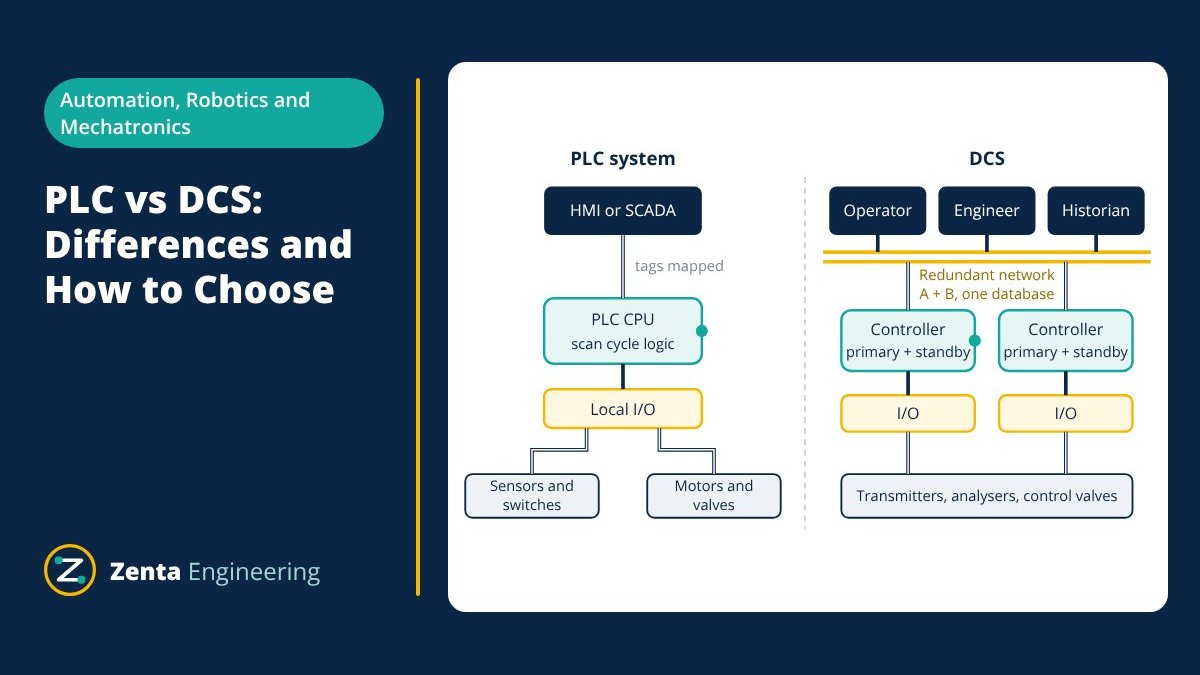 Automation, Robotics and
Mechatronics
PLC vs DCS:
Differences and
How to Choose
Zenta Engineering
PLC system
HMI or SCADA
tags mapped
PLC CPU
scan cycle logic
Local I/O
Sensors and
switches
Motors and
valves
DCS
Operator
Engineer
Historian
Redundant network
A + B, one database
Controller
primary + standby
Controller
primary + standby
I/O
I/O
Transmitters, analysers, control valves